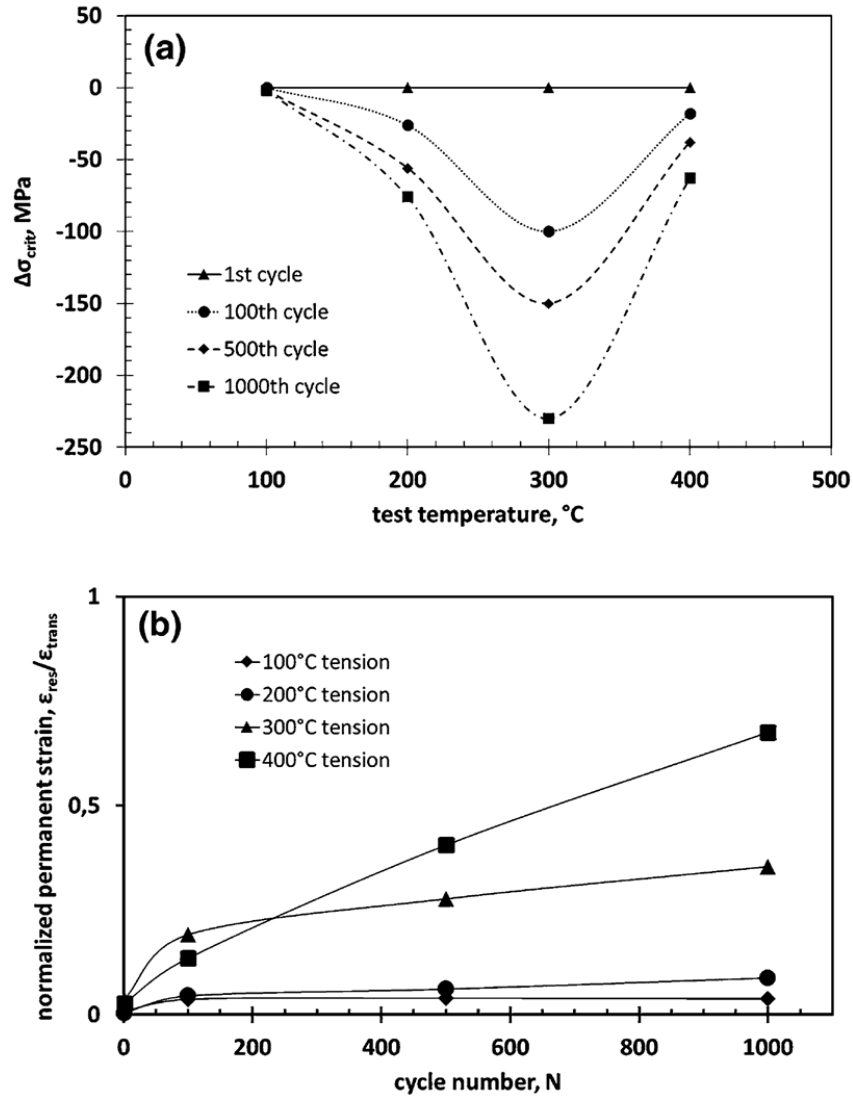 (a)
50
0
-50
-100
-150
-200
-250
Δσcrit, MPa
1st cycle
100th cycle
500th cycle
1000th cycle
0 100 200 300 400 500
test temperature, °C
(b)
1
0,5
0
normalized permanent strain, εres/εtrans
100°C tension
200°C tension
300°C tension
400°C tension
0 200 400 600 800 1000
cycle number, N